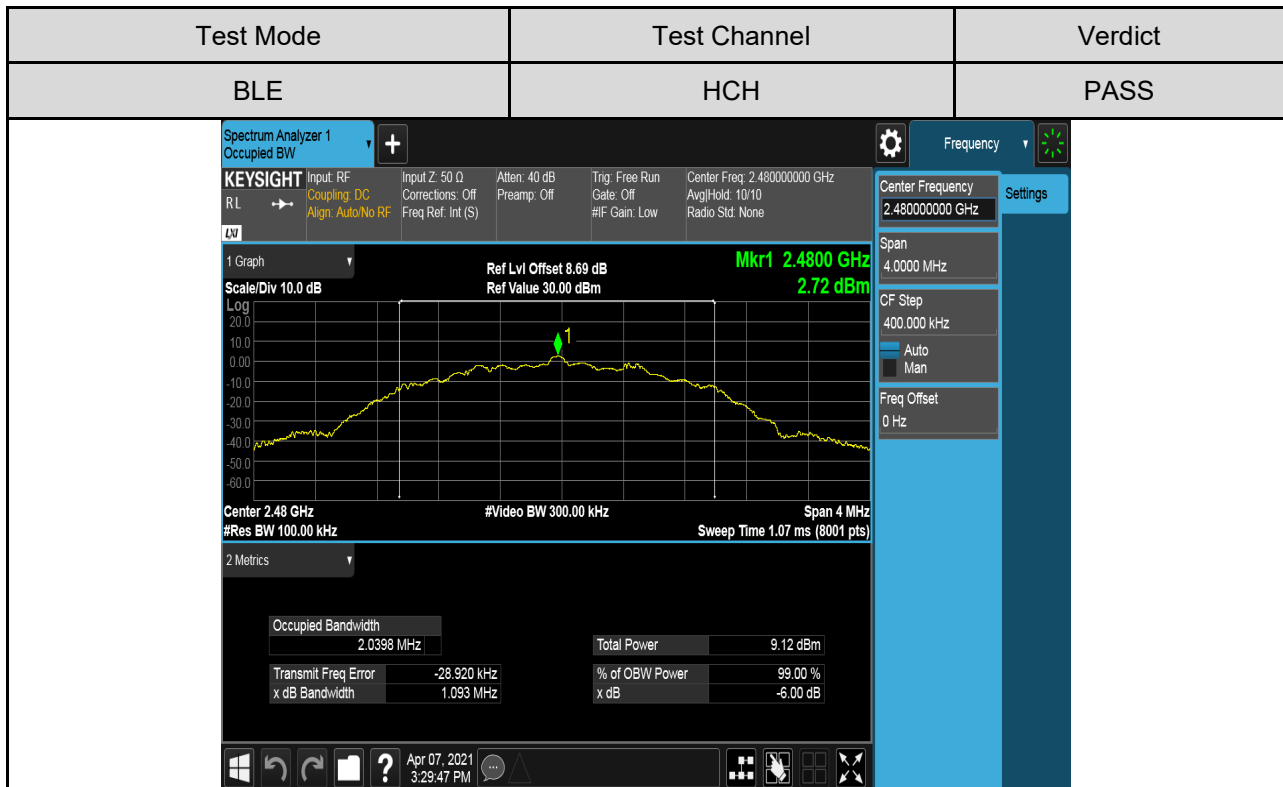 Test Mode Test Channel Verdict
BLE HCH PASS
Spectrum Analyzer 1
Occupied BW
Frequency
KEYSIGHT Input: RF Input Z: 50 Ω Atten: 40 dB Trig: Free Run Center Freq: 2.480000000 GHz
RL Coupling: DC Corrections: Off Preamp: Off Gate: Off Avg|Hold: 10/10
Align: Auto/No RF Freq Ref: Int (S) #IF Gain: Low Radio Std: None
LXI
Center Frequency
2.480000000 GHz
Settings
Span
4.0000 MHz
CF Step
400.000 kHz
Auto
Man
Freq Offset
0 Hz
1 Graph
Ref Lvl Offset 8.69 dB
Mkr1 2.4800 GHz
Scale/Div 10.0 dB Ref Value 30.00 dBm 2.72 dBm
Log
20.0
10.0
0.00
-10.0
-20.0
-30.0
-40.0
-50.0
-60.0
1
Center 2.48 GHz #Video BW 300.00 kHz Span 4 MHz
#Res BW 100.00 kHz Sweep Time 1.07 ms (8001 pts)
2 Metrics
Occupied Bandwidth
2.0398 MHz
Total Power 9.12 dBm
Transmit Freq Error -28.920 kHz % of OBW Power 99.00 %
x dB Bandwidth 1.093 MHz x dB -6.00 dB
Apr 07, 2021
3:29:47 PM